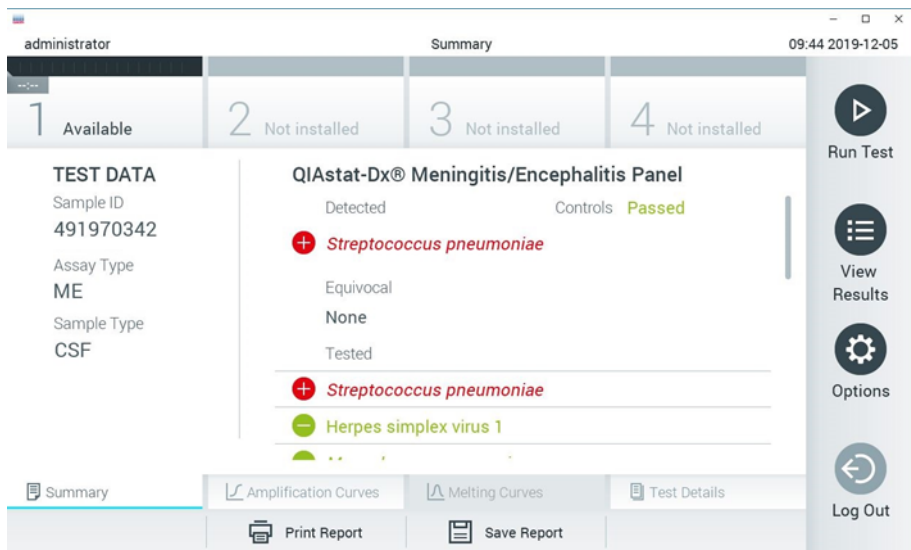 administrator
Summary
09:44 2019-12-05
--:--
1 Available
2 Not installed
3 Not installed
4 Not installed
Run Test
View
Results
Options
Log Out
TEST DATA
Sample ID
491970342
Assay Type
ME
Sample Type
CSF
QIAstat-Dx® Meningitis/Encephalitis Panel
Detected
Controls Passed
Streptococcus pneumoniae
Equivocal
None
Tested
Streptococcus pneumoniae
Herpes simplex virus 1
Summary
Amplification Curves
Melting Curves
Test Details
Print Report
Save Report